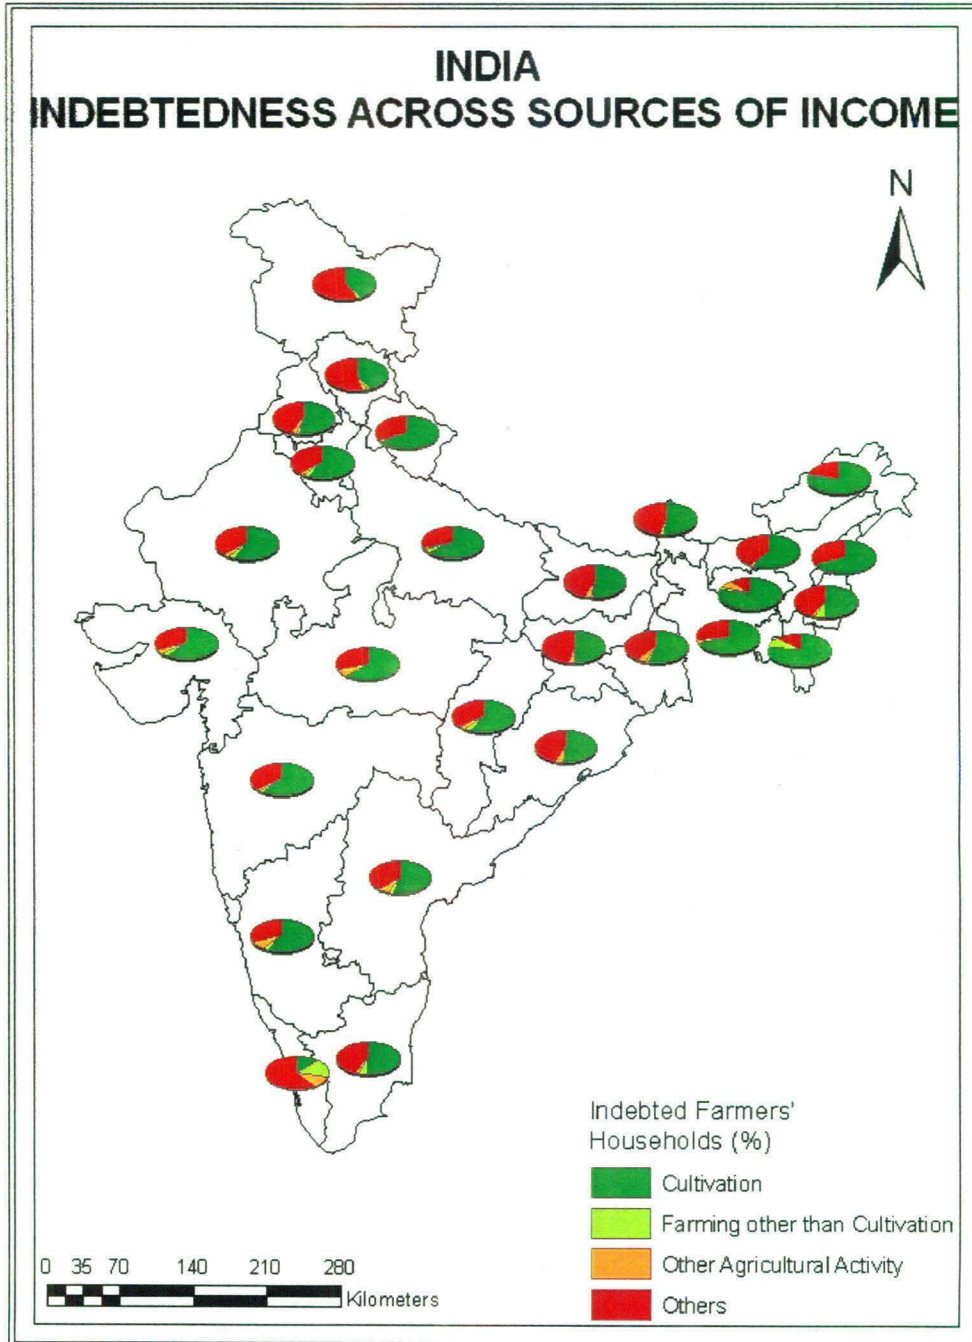 INDIA
INDEBTEDNESS ACROSS SOURCES OF INCOME
N
Indebted Farmers'
Households (%)
Cultivation
Farming other than Cultivation
Other Agricultural Activity
Others
0 35 70 140 210 280
Kilometers